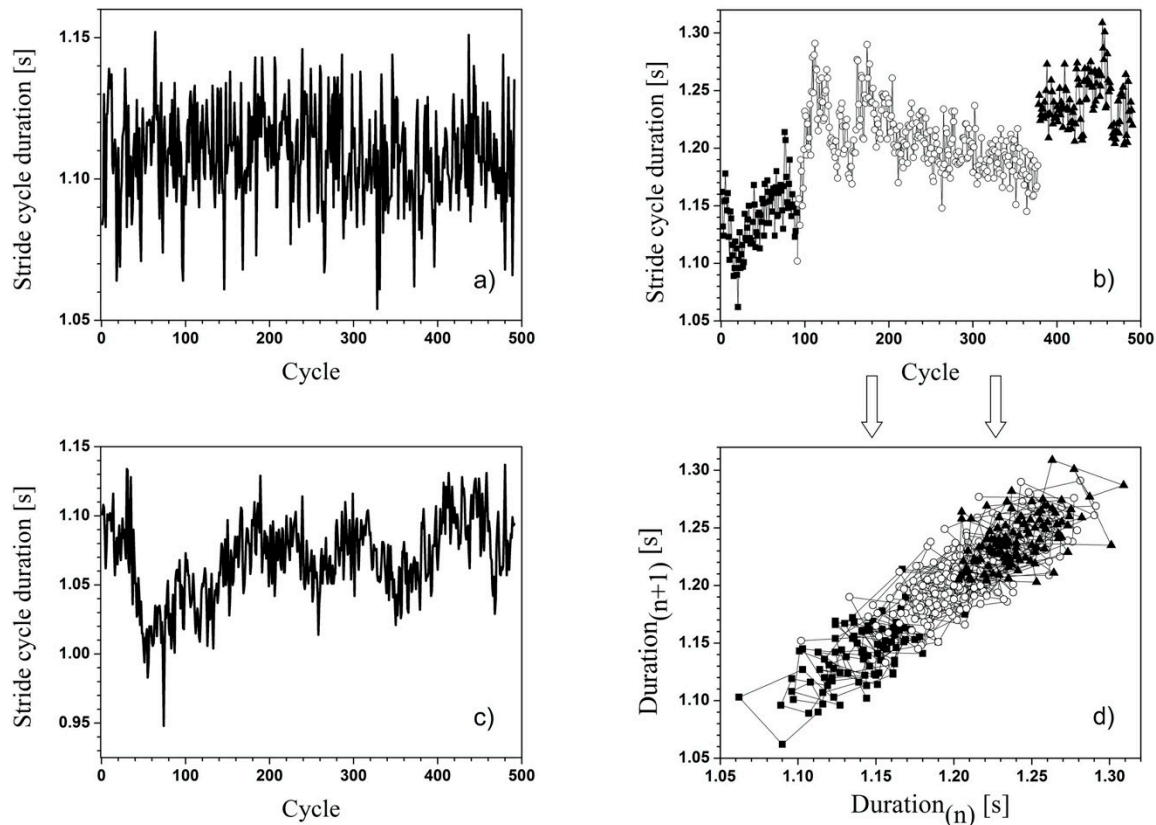 Stride cycle duration [s]
1.15
1.10
1.05
0 100 200 300 400 500
Cycle
a)
Stride cycle duration [s]
1.30
1.25
1.20
1.15
1.10
1.05
0 100 200 300 400 500
Cycle
b)
Stride cycle duration [s]
1.15
1.10
1.05
1.00
0.95
0 100 200 300 400 500
Cycle
c)
Duration(n+1) [s]
1.30
1.25
1.20
1.15
1.10
1.05
1.05 1.10 1.15 1.20 1.25 1.30
Duration(n) [s]
d)